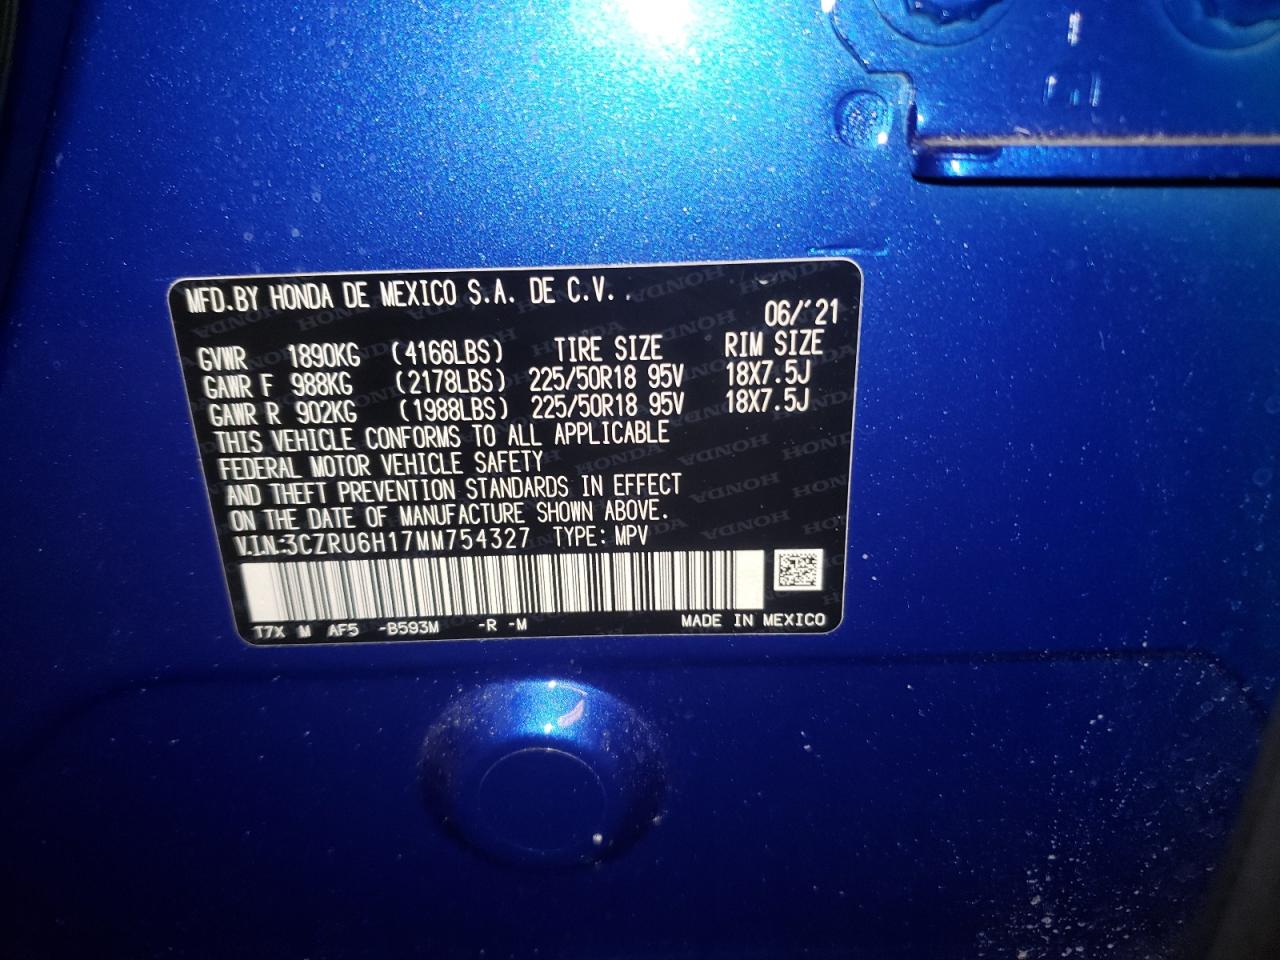 MFD.BY HONDA DE MEXICO S.A. DE C.V.
06/'21
GVWR 1890KG (4166LBS) TIRE SIZE RIM SIZE
GAWR F 988KG (2178LBS) 225/50R18 95V 18X7.5J
GAWR R 902KG (1988LBS) 225/50R18 95V 18X7.5J
THIS VEHICLE CONFORMS TO ALL APPLICABLE
FEDERAL MOTOR VEHICLE SAFETY
AND THEFT PREVENTION STANDARDS IN EFFECT
ON THE DATE OF MANUFACTURE SHOWN ABOVE.
V.I.N.:3CZRU6H17MM754327 TYPE: MPV
T7X M AF5 -B593M -R -M MADE IN MEXICO